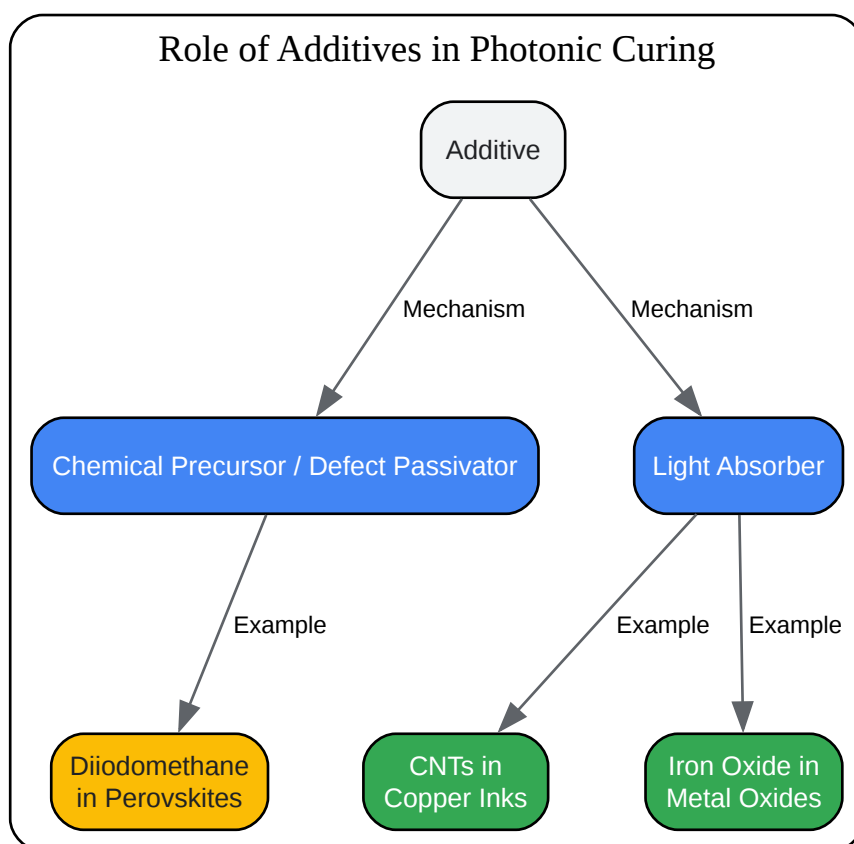 Role of Additives in Photonic Curing
Additive
Mechanism
Mechanism
Chemical Precursor / Defect Passivator
Light Absorber
Example
Example
Example
Diiodomethane
in Perovskites
CNTs in
Copper Inks
Iron Oxide in
Metal Oxides